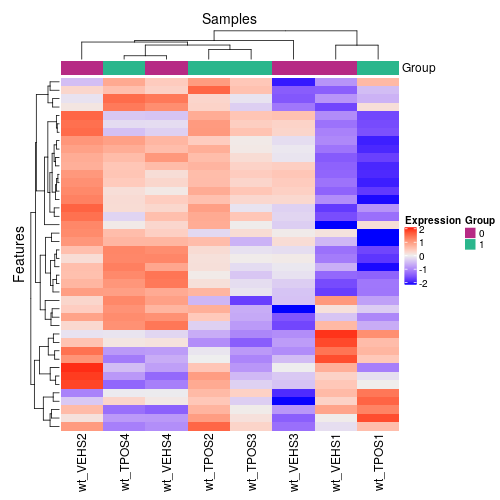 Samples
Group
Features
Expression Group
2
1
0
-1
-2
0
1
wt_VEHS2
wt_TPOS4
wt_VEHS4
wt_TPOS2
wt_TPOS3
wt_VEHS3
wt_VEHS1
wt_TPOS1